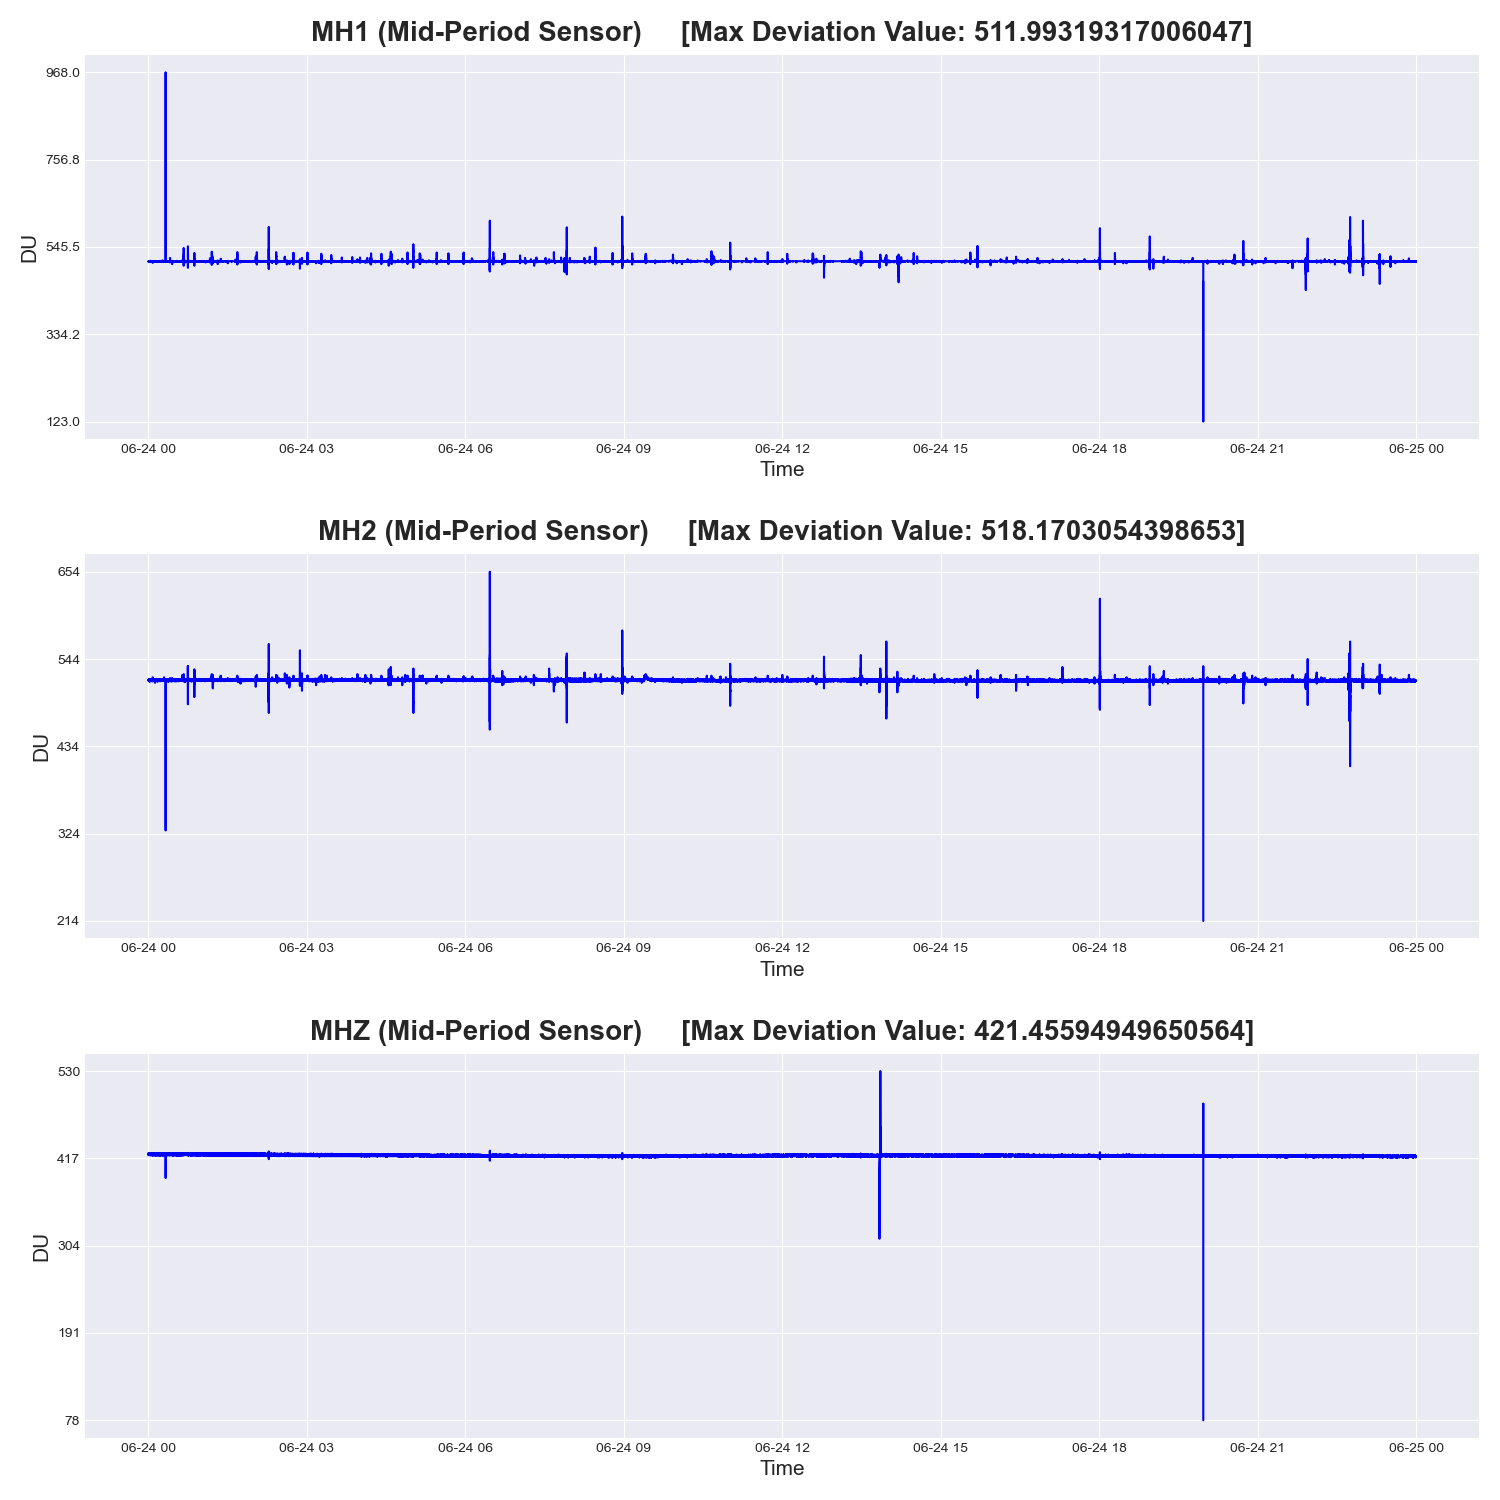 MH1 (Mid-Period Sensor) [Max Deviation Value: 511.99319317006047]
968.0
756.8
545.5
334.2
123.0
DU
06-24 00 06-24 03 06-24 06 06-24 09 06-24 12 06-24 15 06-24 18 06-24 21 06-25 00
Time
MH2 (Mid-Period Sensor) [Max Deviation Value: 518.1703054398653]
654
544
434
324
214
DU
06-24 00 06-24 03 06-24 06 06-24 09 06-24 12 06-24 15 06-24 18 06-24 21 06-25 00
Time
MHZ (Mid-Period Sensor) [Max Deviation Value: 421.45594949650564]
530
417
304
191
78
DU
06-24 00 06-24 03 06-24 06 06-24 09 06-24 12 06-24 15 06-24 18 06-24 21 06-25 00
Time